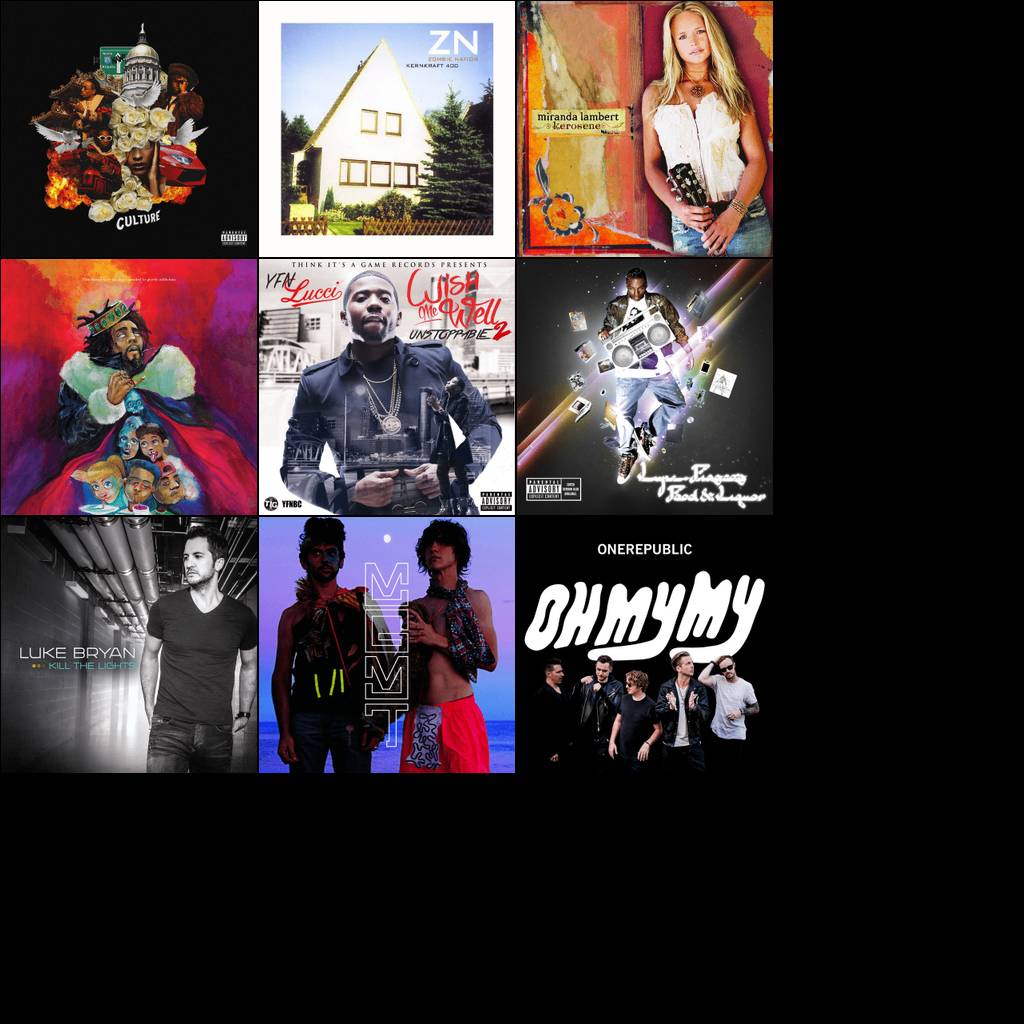 CULTURE
PARENTAL
ADVISORY
EXPLICIT CONTENT
ZN
ZOMBIE NATION
KERNKRAFT 400
miranda lambert
kerosene
THINK IT'S A GAME RECORDS PRESENTS
YFN
Lucci
Wish
Me Well
UNSTOPPABLE 2
TIG YFNBC
PARENTAL
ADVISORY
EXPLICIT CONTENT
PARENTAL
ADVISORY
EXPLICIT CONTENT
Lupe Fiasco's
Food & Liquor
LUKE BRYAN
KILL THE LIGHTS
MGMT
ONEREPUBLIC
OH MY MY